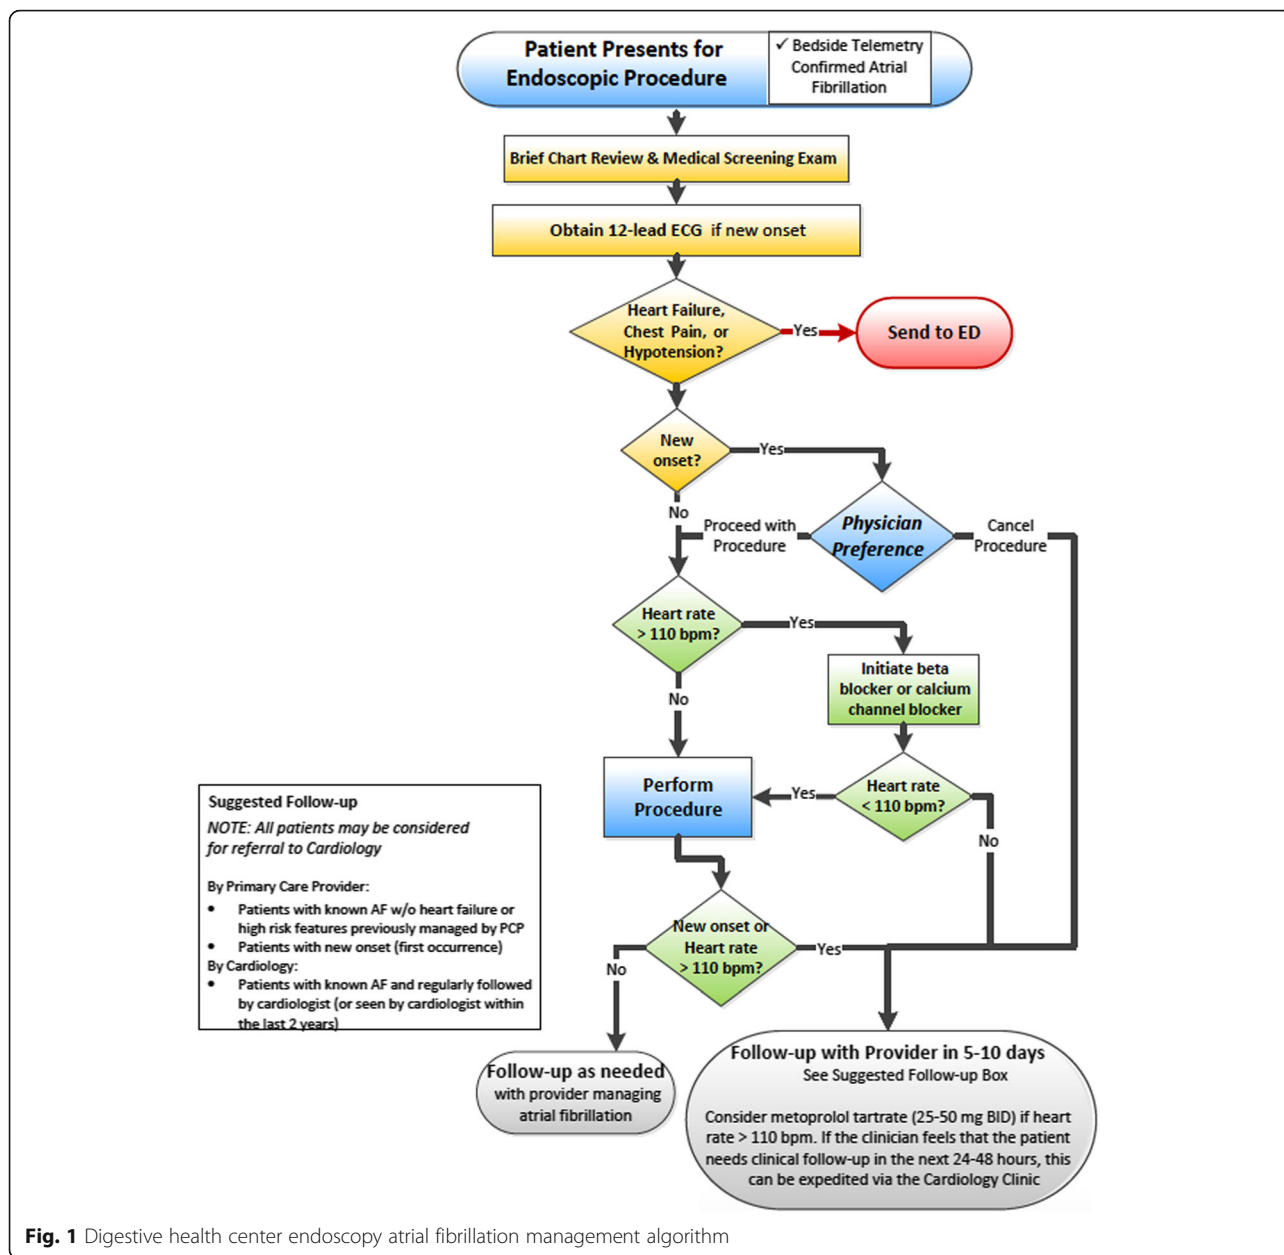 Patient Presents for
Endoscopic Procedure
✓ Bedside Telemetry
Confirmed Atrial
Fibrillation
Brief Chart Review & Medical Screening Exam
Obtain 12-lead ECG if new onset
Heart Failure,
Chest Pain, or
Hypotension?
Yes
Send to ED
New
onset?
Yes
No
Proceed with
Procedure
Physician
Preference
Cancel
Procedure
Heart rate
> 110 bpm?
Yes
Initiate beta
blocker or calcium
channel blocker
No
Perform
Procedure
Yes
Heart rate
< 110 bpm?
No
Suggested Follow-up
NOTE: All patients may be considered
for referral to Cardiology
By Primary Care Provider:
• Patients with known AF w/o heart failure or
high risk features previously managed by PCP
• Patients with new onset (first occurrence)
By Cardiology:
• Patients with known AF and regularly followed
by cardiologist (or seen by cardiologist within
the last 2 years)
New onset or
Heart rate
> 110 bpm?
No
Yes
Follow-up as needed
with provider managing
atrial fibrillation
Follow-up with Provider in 5-10 days
See Suggested Follow-up Box
Consider metoprolol tartrate (25-50 mg BID) if heart
rate > 110 bpm. If the clinician feels that the patient
needs clinical follow-up in the next 24-48 hours, this
can be expedited via the Cardiology Clinic
Fig. 1 Digestive health center endoscopy atrial fibrillation management algorithm